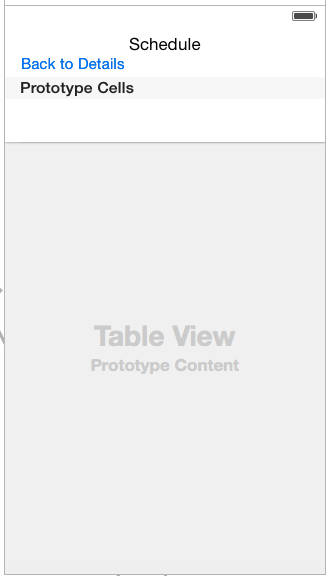 Schedule
Back to Details
Prototype Cells
Table View
Prototype Content